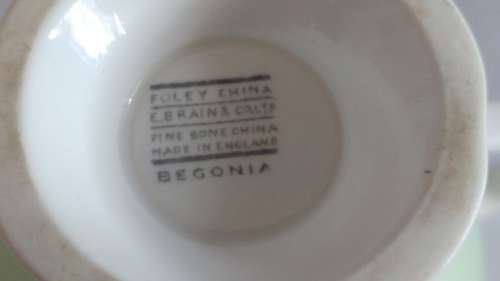 FOLEY CHINA
E.BRAIN & CO.LTD
FINE BONE CHINA
MADE IN ENGLAND
BEGONIA